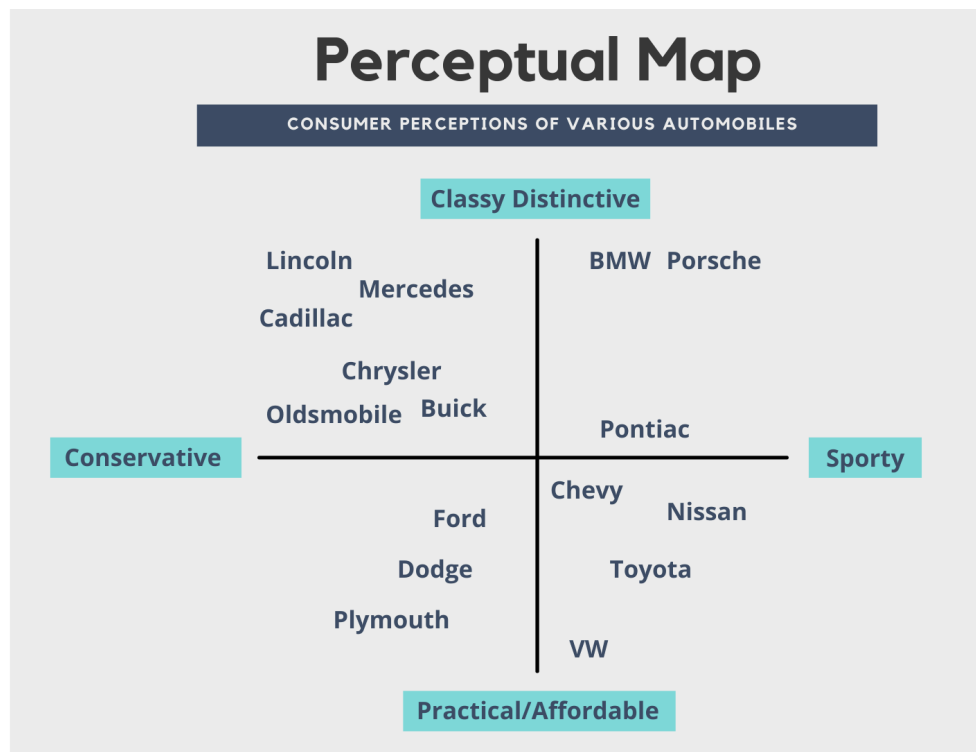 Perceptual Map
CONSUMER PERCEPTIONS OF VARIOUS AUTOMOBILES
Classy Distinctive
Lincoln
BMW Porsche
Mercedes
Cadillac
Chrysler
Buick
Oldsmobile
Pontiac
Conservative
Sporty
Chevy
Nissan
Ford
Dodge
Toyota
Plymouth
VW
Practical/Affordable